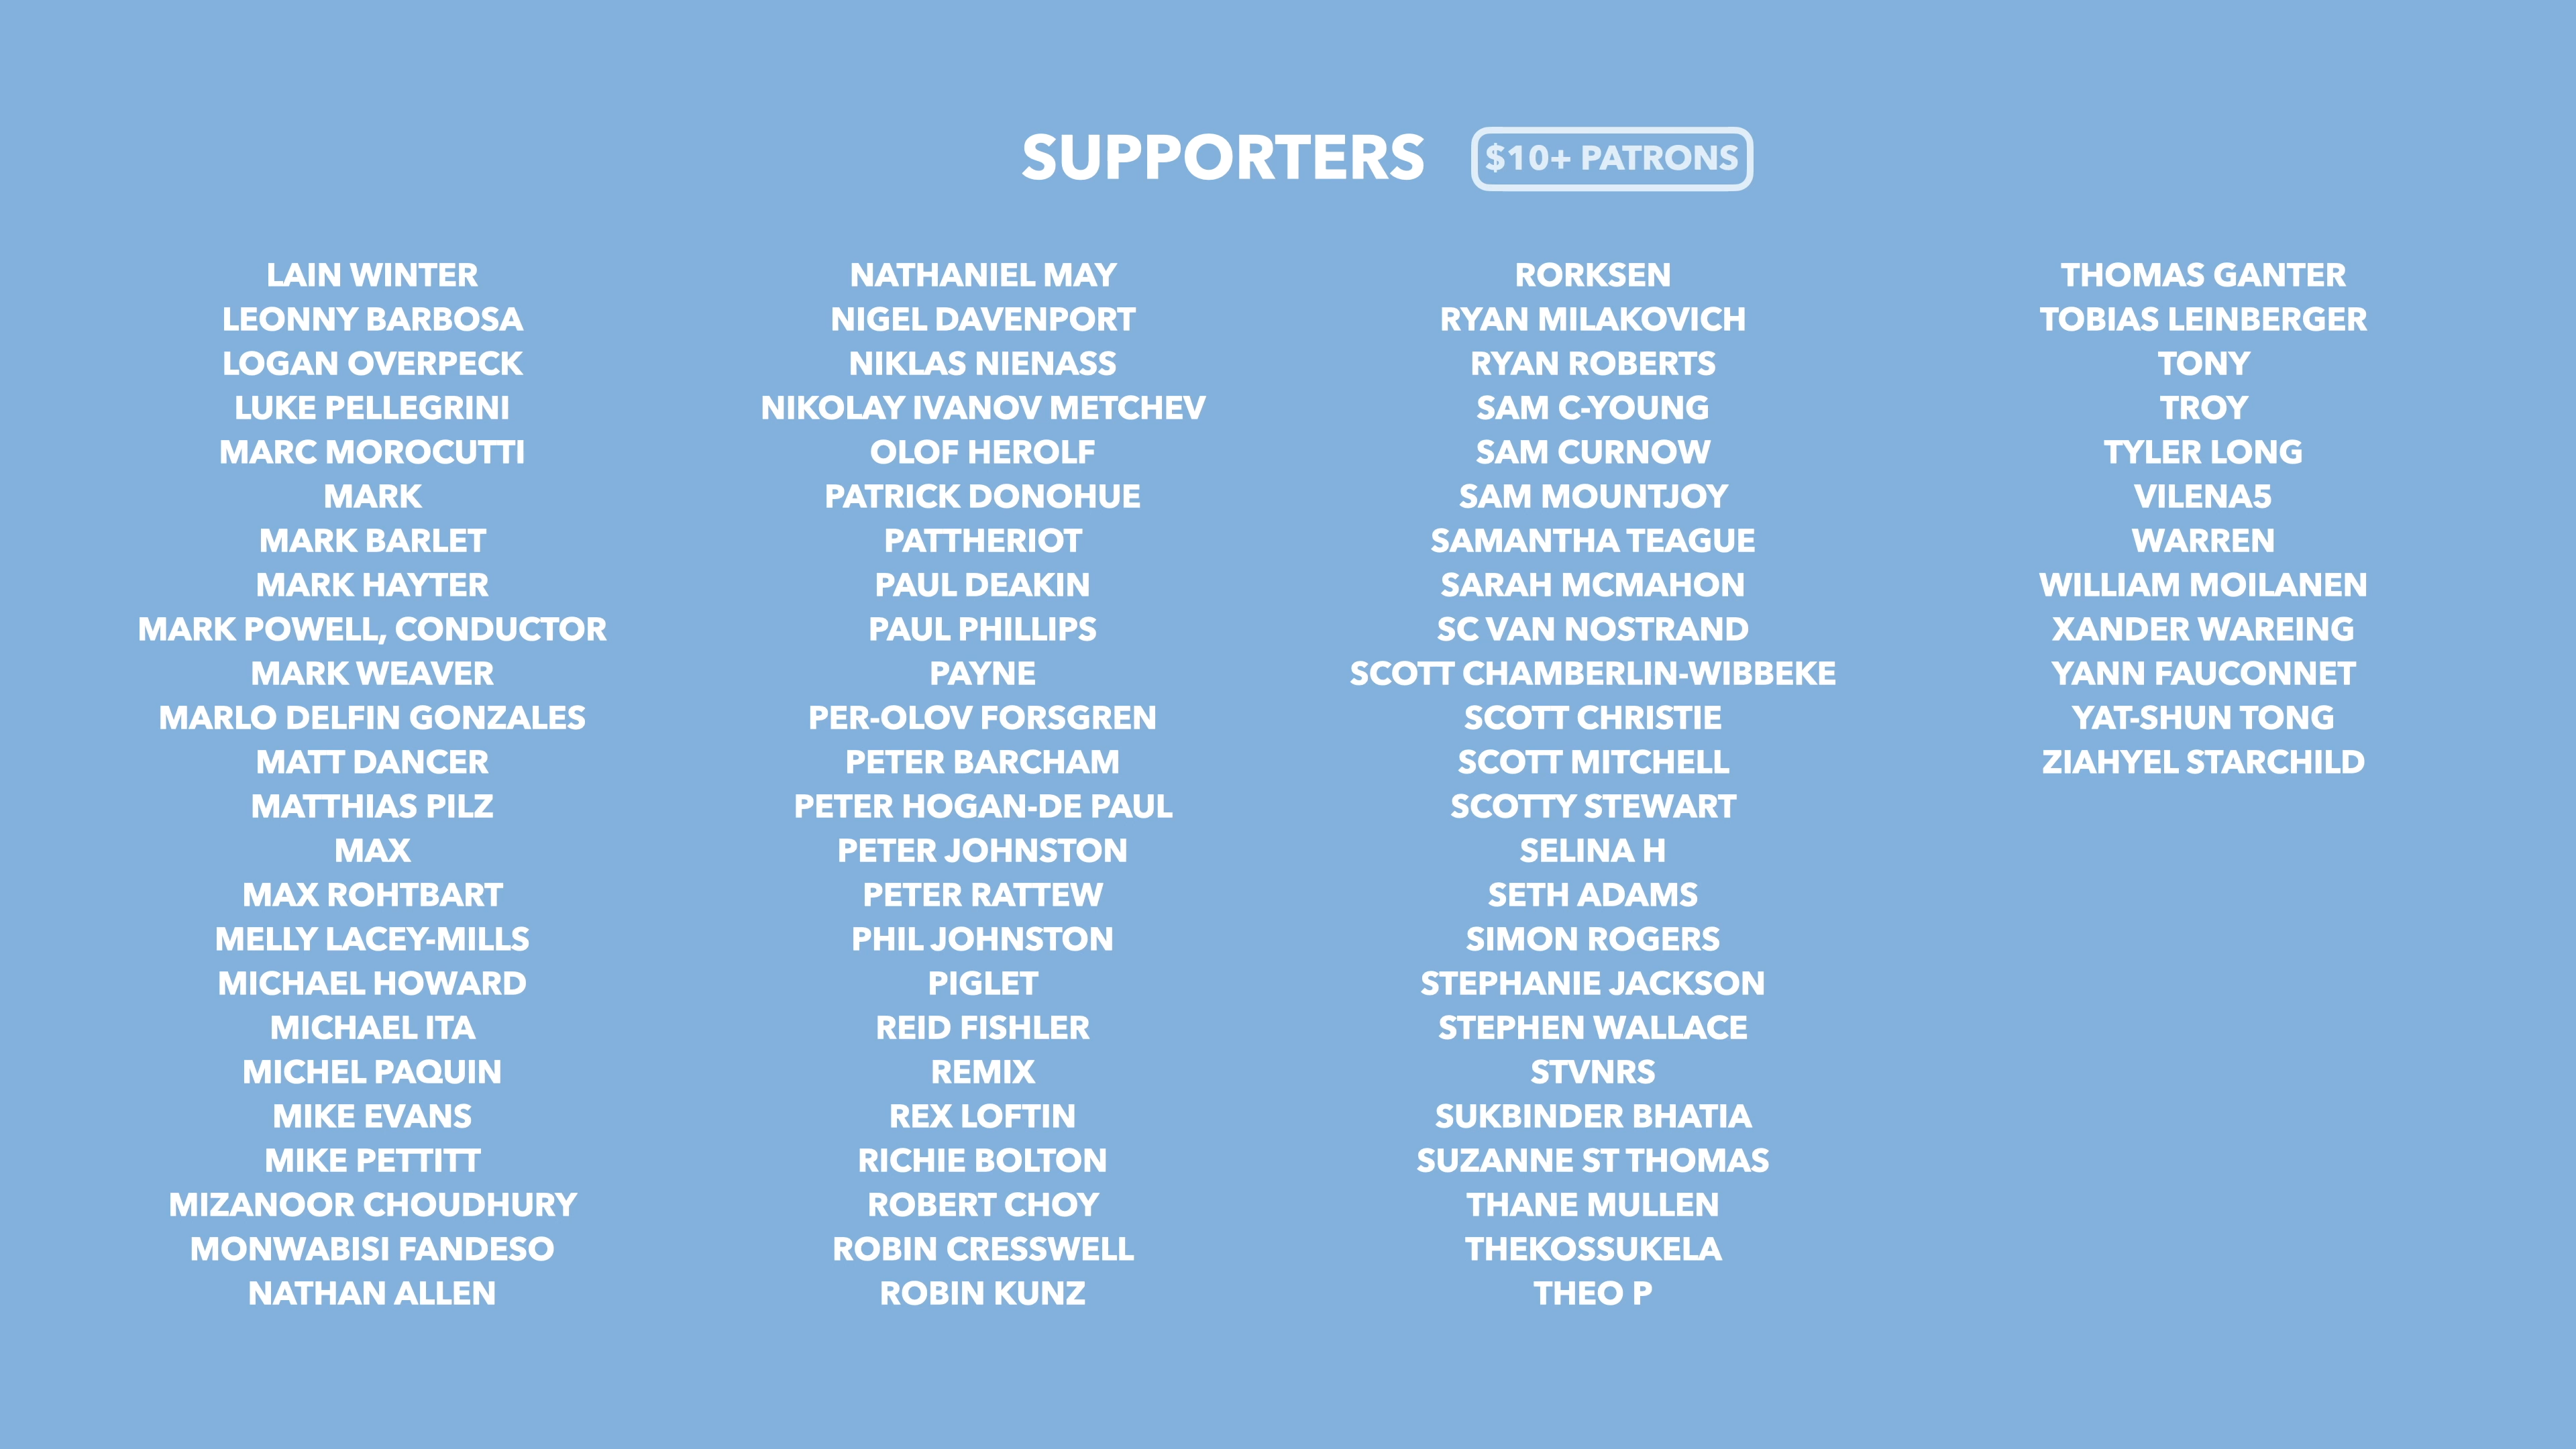 SUPPORTERS $10+ PATRONS
LAIN WINTER
LEONNY BARBOSA
LOGAN OVERPECK
LUKE PELLEGRINI
MARC MOROCUTTI
MARK
MARK BARLET
MARK HAYTER
MARK POWELL, CONDUCTOR
MARK WEAVER
MARLO DELFIN GONZALES
MATT DANCER
MATTHIAS PILZ
MAX
MAX ROHTBART
MELLY LACEY-MILLS
MICHAEL HOWARD
MICHAEL ITA
MICHEL PAQUIN
MIKE EVANS
MIKE PETTITT
MIZANOOR CHOUDHURY
MONWABISI FANDESO
NATHAN ALLEN
NATHANIEL MAY
NIGEL DAVENPORT
NIKLAS NIENASS
NIKOLAY IVANOV METCHEV
OLOF HEROLF
PATRICK DONOHUE
PATTHERIOT
PAUL DEAKIN
PAUL PHILLIPS
PAYNE
PER-OLOV FORSGREN
PETER BARCHAM
PETER HOGAN-DE PAUL
PETER JOHNSTON
PETER RATTEW
PHIL JOHNSTON
PIGLET
REID FISHLER
REMIX
REX LOFTIN
RICHIE BOLTON
ROBERT CHOY
ROBIN CRESSWELL
ROBIN KUNZ
RORKSEN
RYAN MILAKOVICH
RYAN ROBERTS
SAM C-YOUNG
SAM CURNOW
SAM MOUNTJOY
SAMANTHA TEAGUE
SARAH MCMAHON
SC VAN NOSTRAND
SCOTT CHAMBERLIN-WIBBEKE
SCOTT CHRISTIE
SCOTT MITCHELL
SCOTTY STEWART
SELINA H
SETH ADAMS
SIMON ROGERS
STEPHANIE JACKSON
STEPHEN WALLACE
STVNRS
SUKBINDER BHATIA
SUZANNE ST THOMAS
THANE MULLEN
THEKOSSUKELA
THEO P
THOMAS GANTER
TOBIAS LEINBERGER
TONY
TROY
TYLER LONG
VILENA5
WARREN
WILLIAM MOILANEN
XANDER WAREING
YANN FAUCONNET
YAT-SHUN TONG
ZIAHYEL STARCHILD